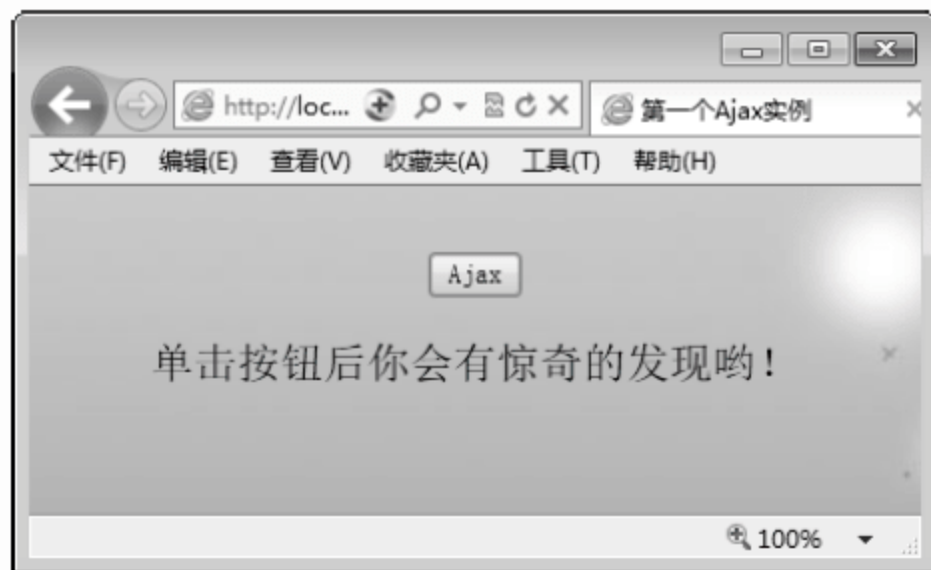 http://loc... 第一个Ajax实例
文件(F) 编辑(E) 查看(V) 收藏夹(A) 工具(T) 帮助(H)
Ajax
单击按钮后你会有惊奇的发现哟!
100%